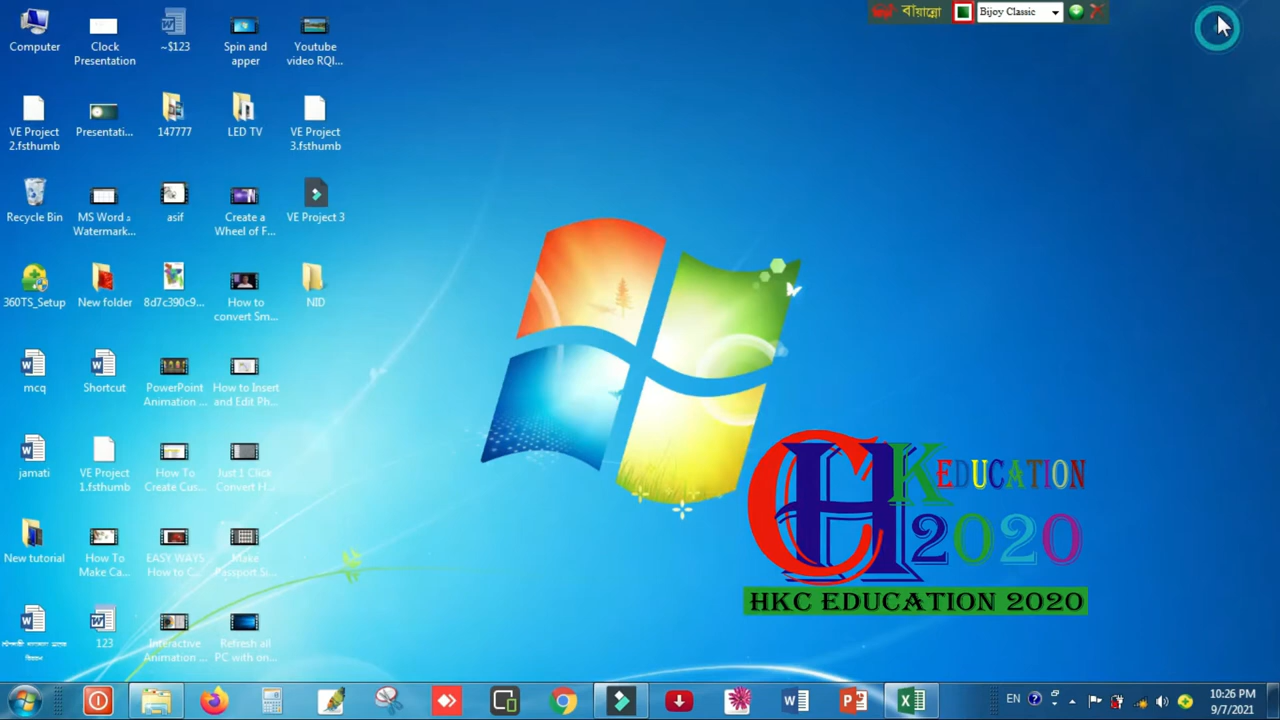 বাঁয়ান্নো
Bijoy Classic
Computer
Clock
Presentation
~$123
Spin and
apper
Youtube
video RQI...
VE Project
2.fsthumb
Presentati...
147777
LED TV
VE Project
3.fsthumb
Recycle Bin
MS Word এ
Watermark...
asif
Create a
Wheel of F...
VE Project 3
360TS_Setup
New folder
8d7c390c9...
How to
convert Sm...
NID
mcq
Shortcut
PowerPoint
Animation ...
How to Insert
and Edit Ph...
jamati
VE Project
1.fsthumb
How To
Create Cus...
Just 1 Click
Convert H...
New tutorial
How To
Make Ca...
EASY WAYS
How to C...
Make
Passport Si...
123
Interactive
Animation ...
Refresh all
PC with on...
HKC EDUCATION
2020
HKC EDUCATION 2020
EN
10:26 PM
9/7/2021